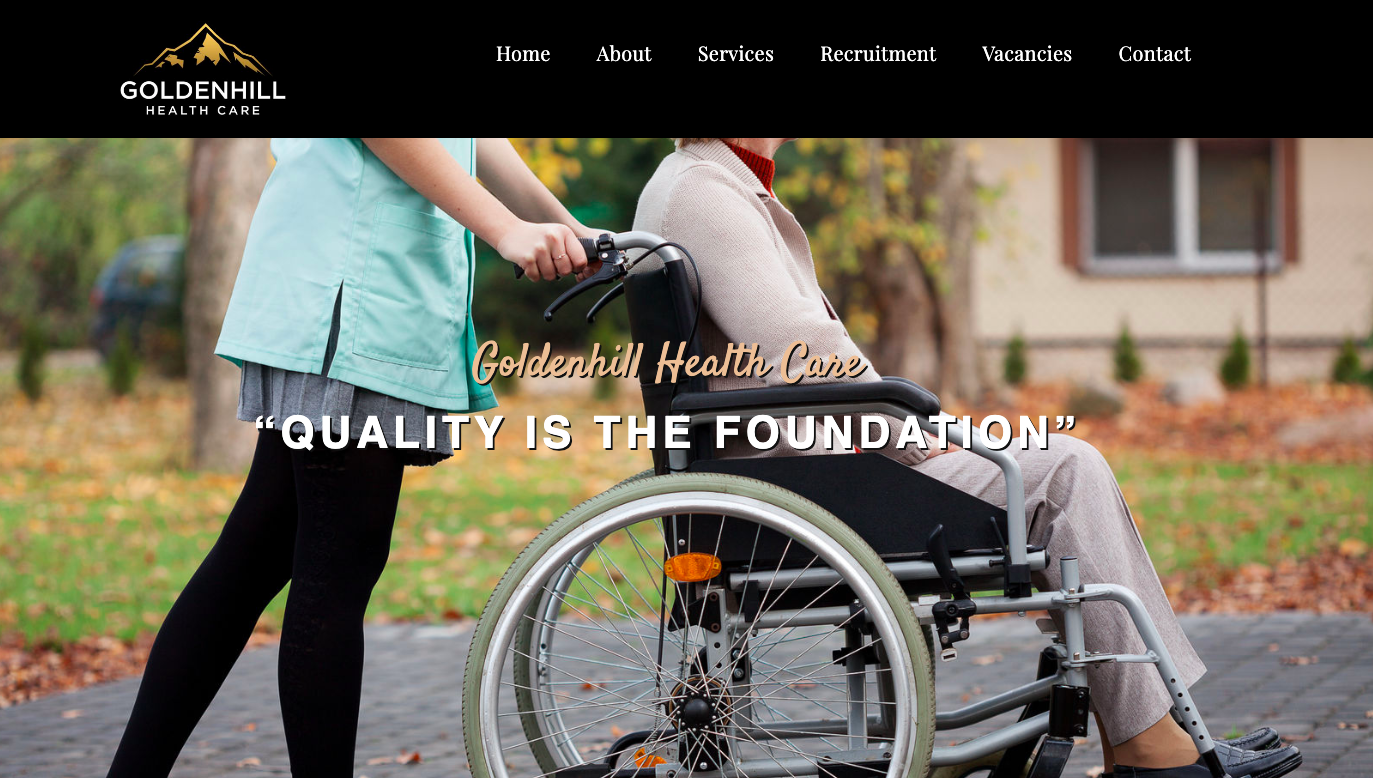 GOLDENHILL
HEALTH CARE
Home About Services Recruitment Vacancies Contact
Goldenhill Health Care
“QUALITY IS THE FOUNDATION”